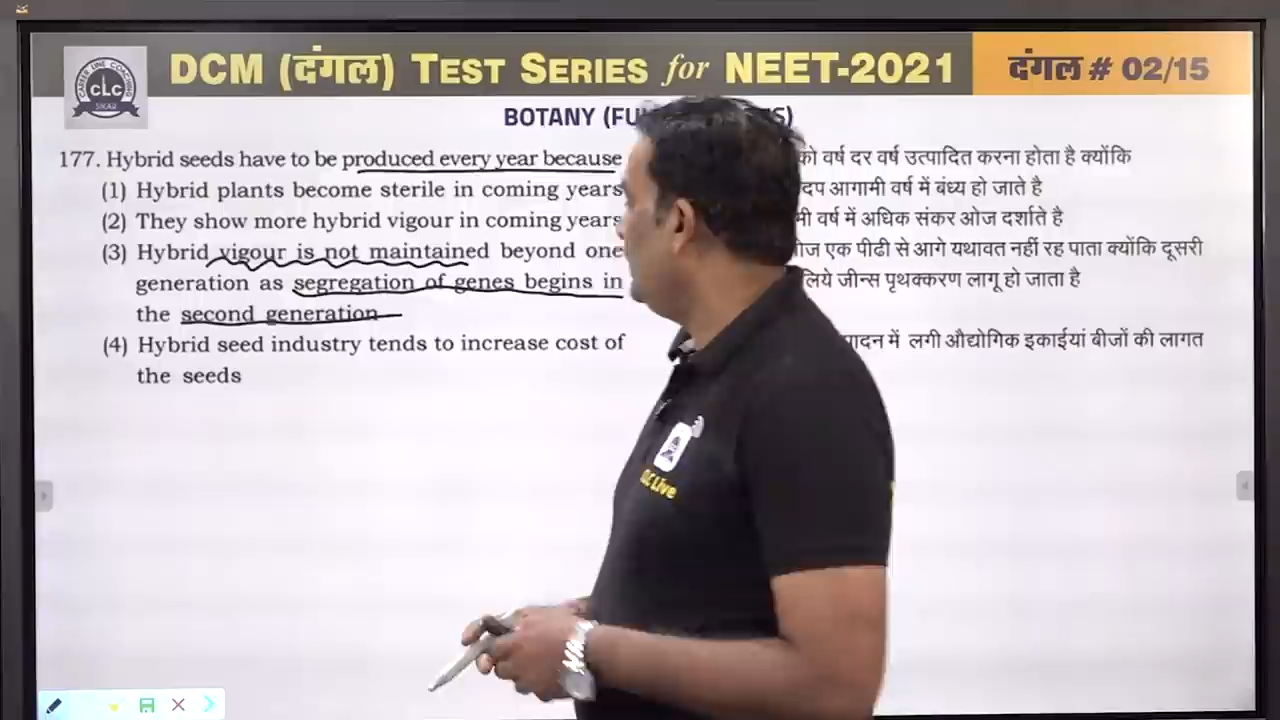 DCM (दंगल) TEST SERIES for NEET-2021
दंगल # 02/15
CLC
SIKAR
BOTANY
177. Hybrid seeds have to be produced every year because
(1) Hybrid plants become sterile in coming years
(2) They show more hybrid vigour in coming years
(3) Hybrid vigour is not maintained beyond one
generation as segregation of genes begins in
the second generation
(4) Hybrid seed industry tends to increase cost of
the seeds
को वर्ष दर वर्ष उत्पादित करना होता है क्योंकि
आगामी वर्ष में बंध्य हो जाते है
वर्ष में अधिक संकर ओज दर्शाते है
एक पीढी से आगे यथावत नहीं रह पाता क्योंकि दूसरी
जीन्स पृथक्करण लागू हो जाता है
में लगी औद्योगिक इकाईयां बीजों की लागत
CLC Live